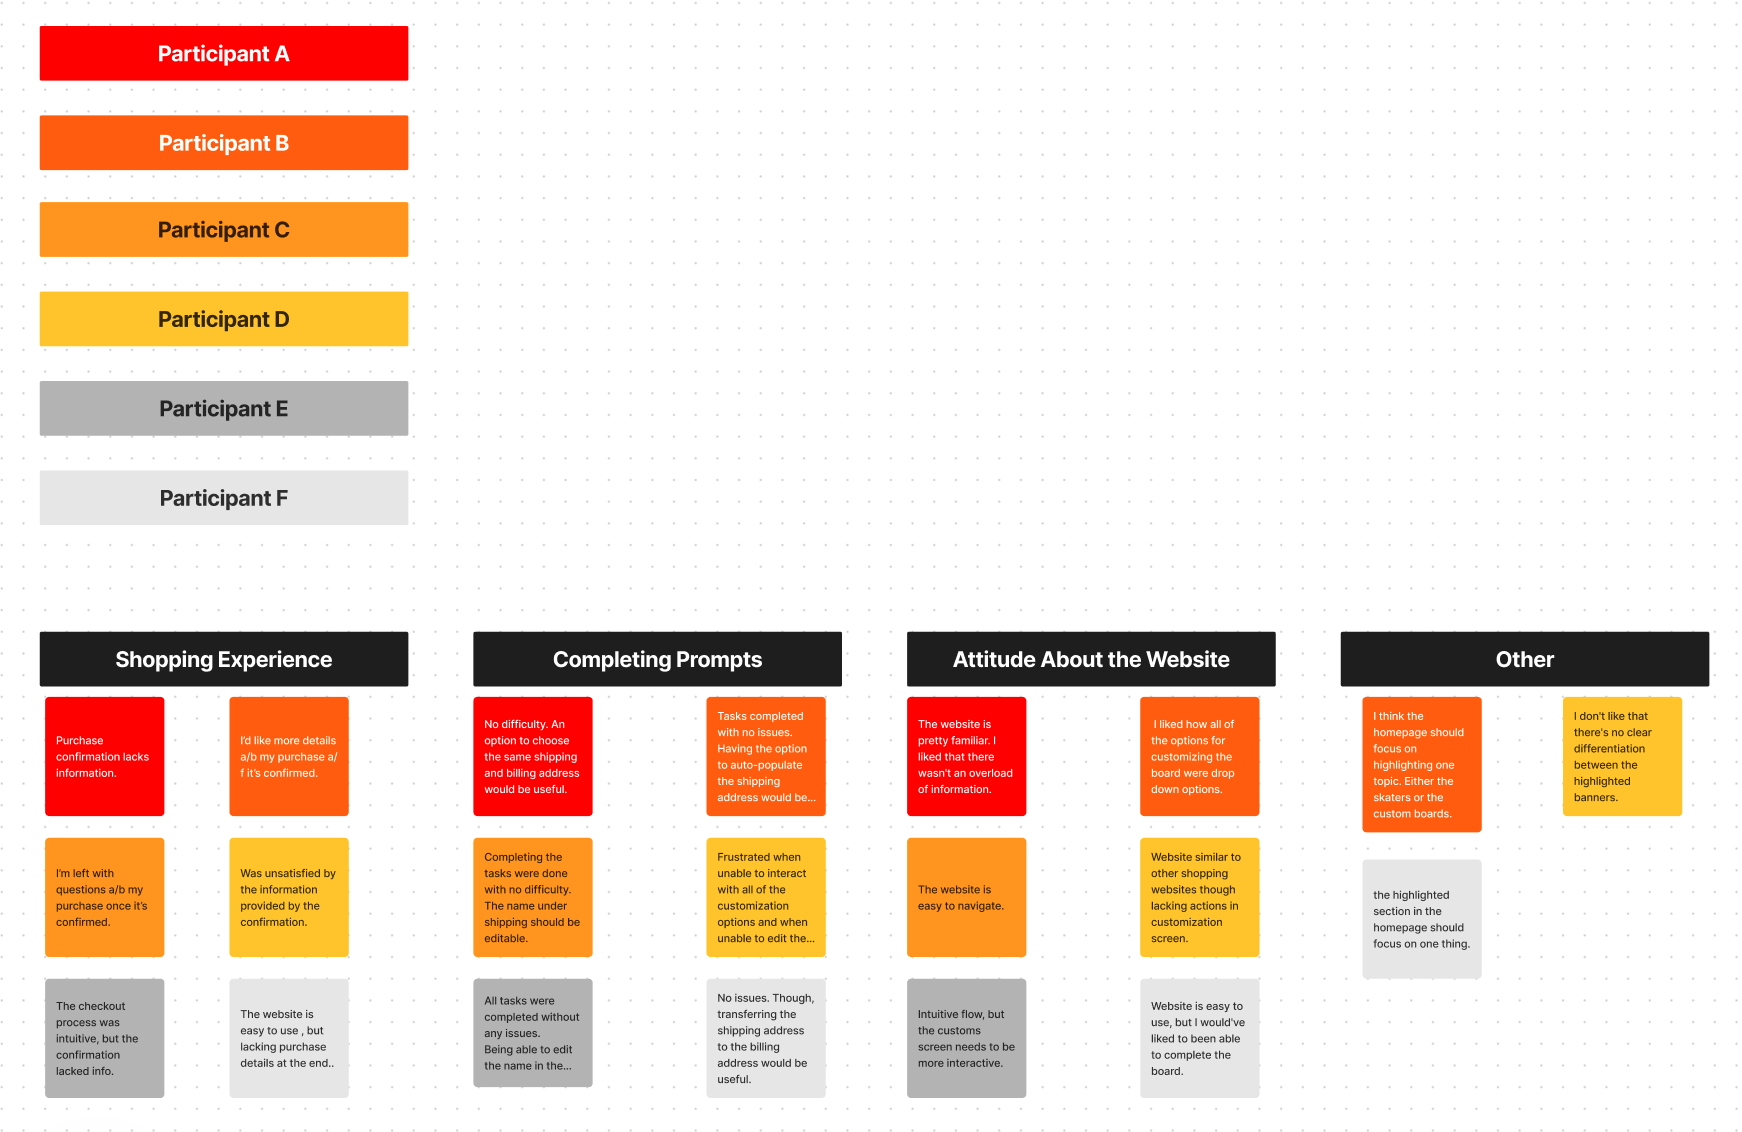 Participant A
Participant B
Participant C
Participant D
Participant E
Participant F
Shopping Experience
Purchase
confirmation lacks
information.
I'd like more details
a/b my purchase a/
f it's confirmed.
I'm left with
questions a/b my
purchase once it's
confirmed.
Was unsatisfied by
the information
provided by the
confirmation.
The checkout
process was
intuitive, but the
confirmation
lacked info.
The website is
easy to use , but
lacking purchase
details at the end..
Completing Prompts
No difficulty. An
option to choose
the same shipping
and billing address
would be useful.
Tasks completed
with no issues.
Having the option
to auto-populate
the shipping
address would be...
Completing the
tasks were done
with no difficulty.
The name under
shipping should be
editable.
Frustrated when
unable to interact
with all of the
customization
options and when
unable to edit the...
All tasks were
completed without
any issues.
Being able to edit
the name in the...
No issues. Though,
transferring the
shipping address
to the billing
address would be
useful.
Attitude About the Website
The website is
pretty familiar. I
liked that there
wasn't an overload
of information.
I liked how all of
the options for
customizing the
board were drop
down options.
The website is
easy to navigate.
Website similar to
other shopping
websites though
lacking actions in
customization
screen.
Intuitive flow, but
the customs
screen needs to be
more interactive.
Website is easy to
use, but I would've
liked to been able
to complete the
board.
Other
I think the
homepage should
focus on
highlighting one
topic. Either the
skaters or the
custom boards.
I don't like that
there's no clear
differentiation
between the
highlighted
banners.
the highlighted
section in the
homepage should
focus on one thing.